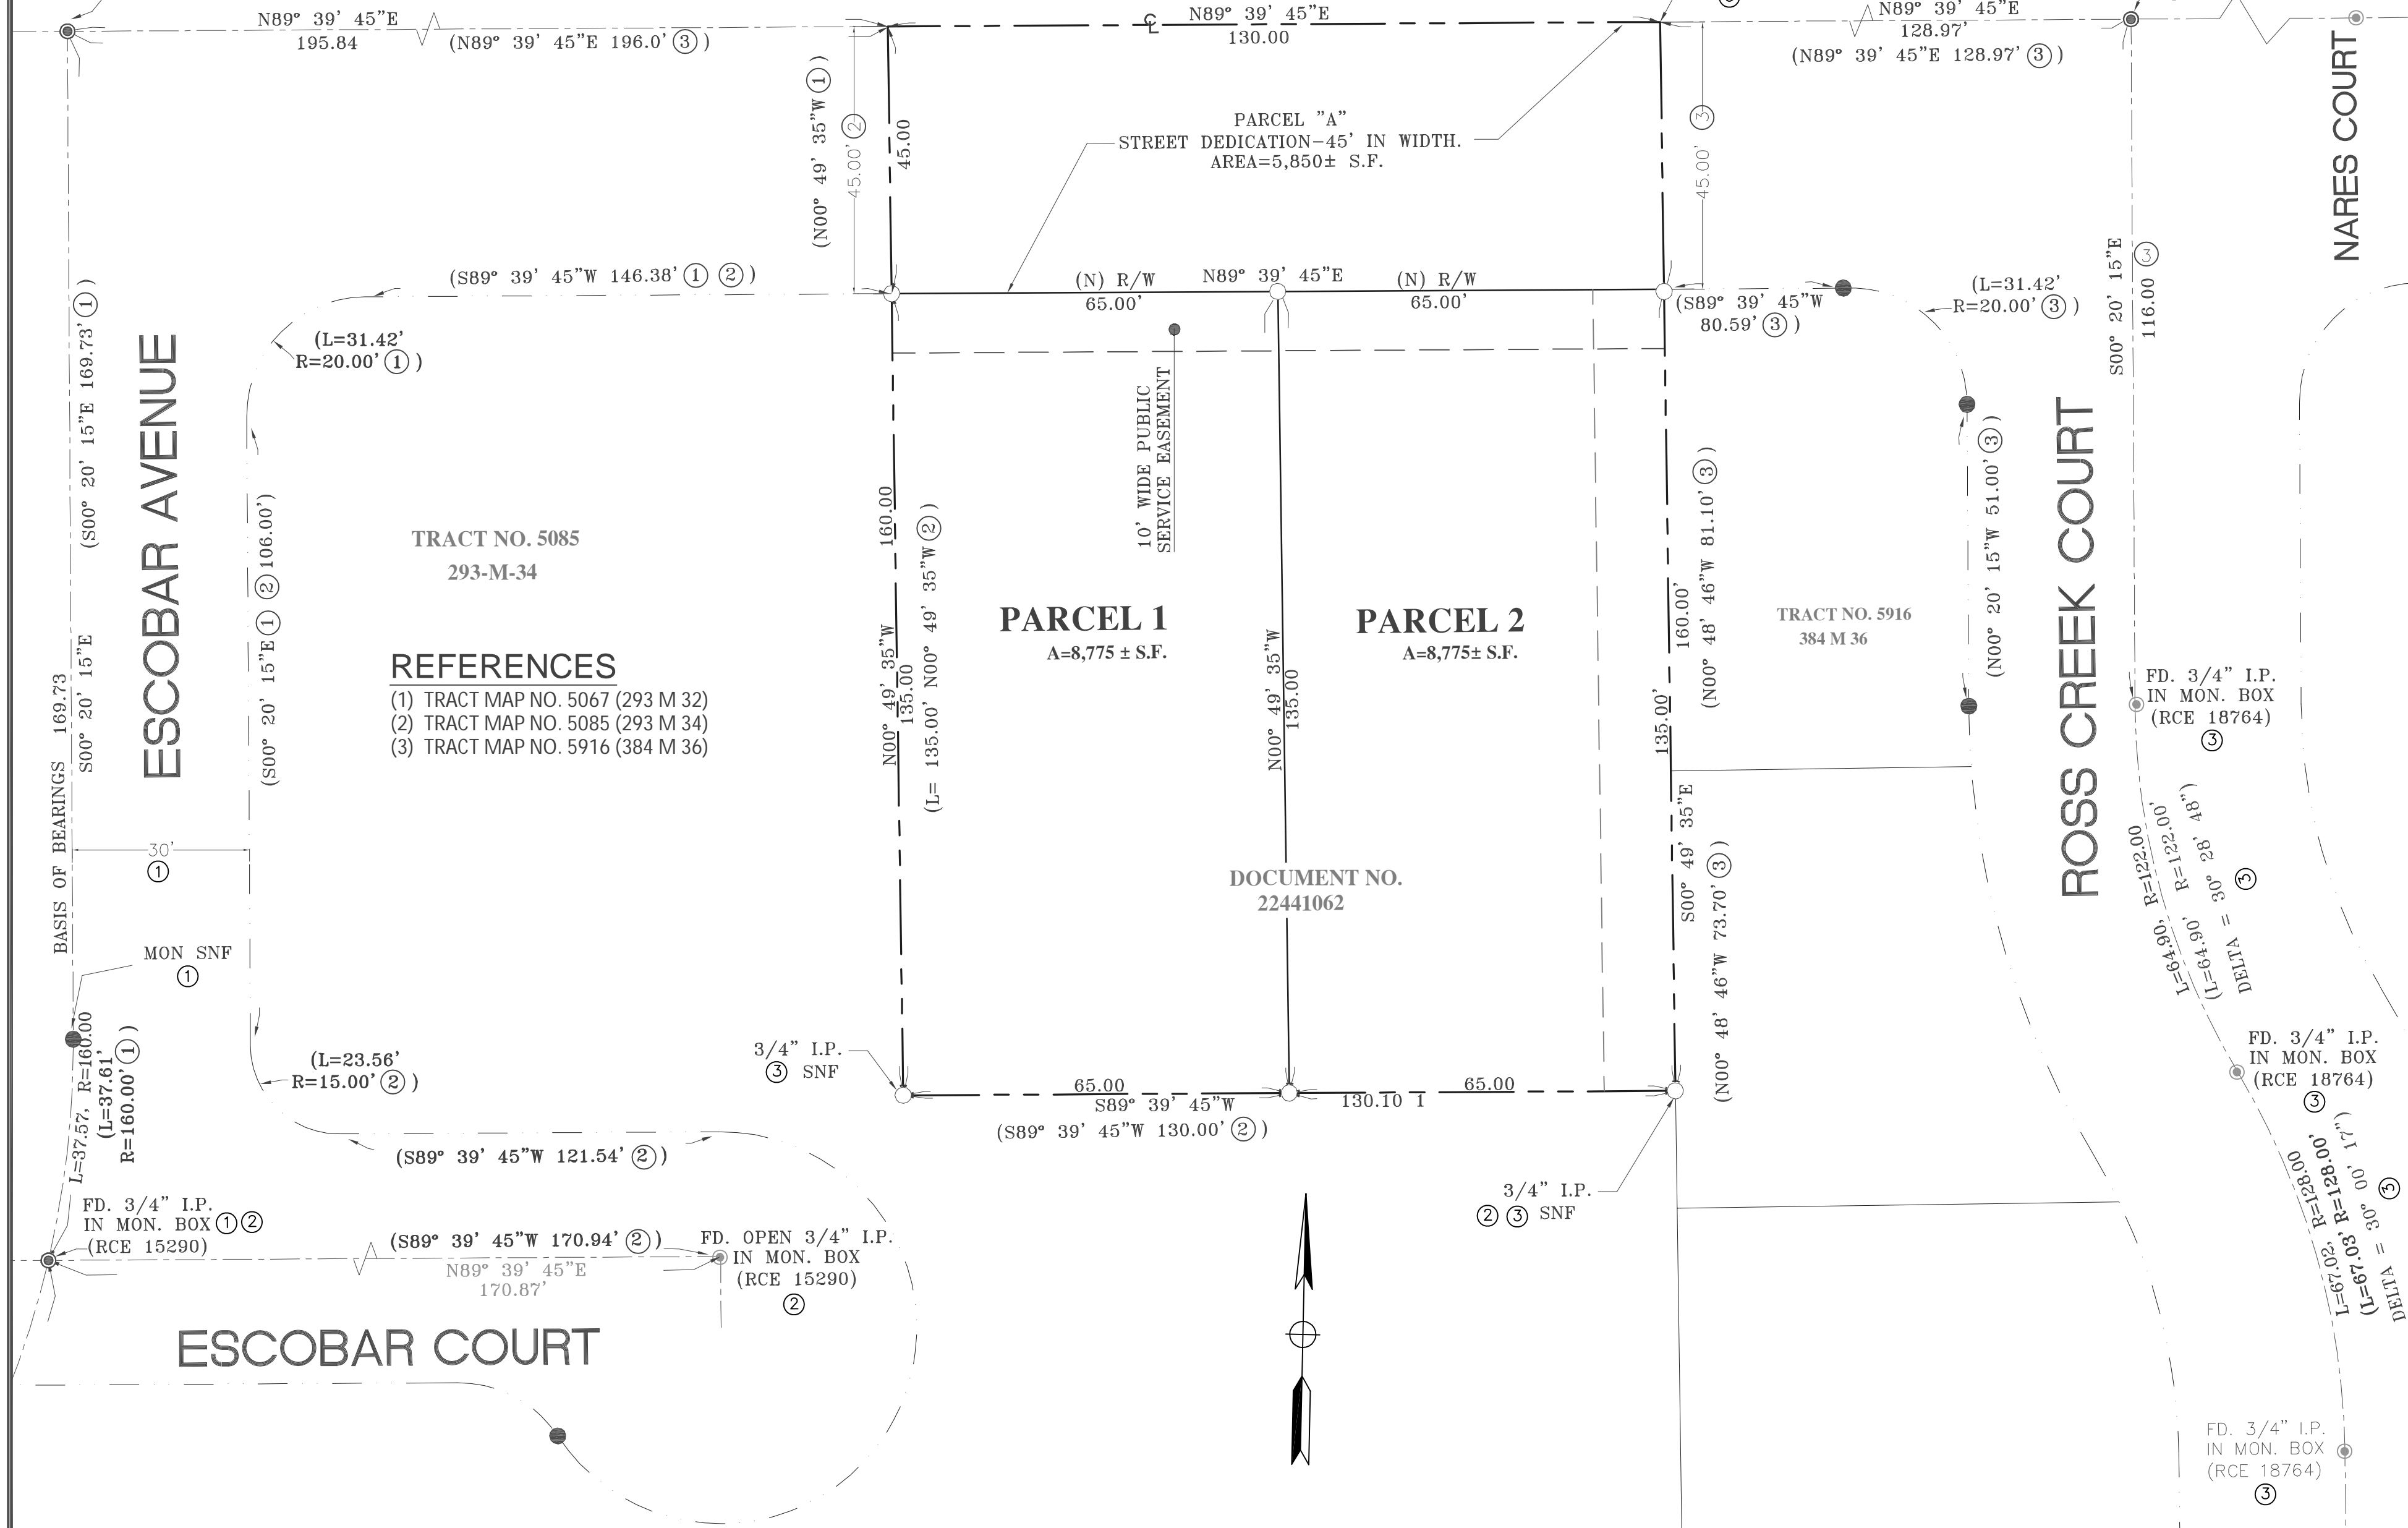 N89° 39' 45"E
195.84
(N89° 39' 45"E 196.0' ③ )
N89° 39' 45"E
℄
130.00
N89° 39' 45"E
128.97'
(N89° 39' 45"E 128.97' ③ )
NARES COURT
(N00° 49' 35"W ① )
45.00' ②
45.00
PARCEL "A"
STREET DEDICATION-45' IN WIDTH.
AREA=5,850± S.F.
③
45.00'
(S89° 39' 45"W 146.38' ① ② )
(N) R/W
N89° 39' 45"E
(N) R/W
65.00'
65.00'
(S89° 39' 45"W
80.59' ③ )
(L=31.42'
R=20.00' ③ )
S00° 20' 15"E
116.00 ③
(L=31.42'
R=20.00' ① )
(S00° 20' 15"E 169.73' ① )
ESCOBAR AVENUE
(S00° 20' 15"E ① ② 106.00')
S00° 20' 15"E
BASIS OF BEARINGS 169.73
TRACT NO. 5085
293-M-34
REFERENCES
(1) TRACT MAP NO. 5067 (293 M 32)
(2) TRACT MAP NO. 5085 (293 M 34)
(3) TRACT MAP NO. 5916 (384 M 36)
160.00
N00° 49' 35"W
135.00
(L= 135.00' N00° 49' 35"W ② )
10' WIDE PUBLIC
SERVICE EASEMENT
PARCEL 1
A=8,775 ± S.F.
N00° 49' 35"W
135.00
PARCEL 2
A=8,775± S.F.
DOCUMENT NO.
22441062
160.00'
135.00'
(N00° 48' 46"W 81.10' ③ )
S00° 49' 35"E
(N00° 48' 46"W 73.70' ③ )
TRACT NO. 5916
384 M 36
(N00° 20' 15"W 51.00' ③ )
ROSS CREEK COURT
FD. 3/4" I.P.
IN MON. BOX
(RCE 18764)
③
L=64.90, R=122.00
(L=64.90' R=122.00'
DELTA = 30° 28' 48")
③
FD. 3/4" I.P.
IN MON. BOX
(RCE 18764)
③
L=67.02, R=128.00
(L=67.03, R=128.00'
DELTA = 30° 00' 17")
③
FD. 3/4" I.P.
IN MON. BOX
(RCE 18764)
③
30'
①
MON SNF
①
L=37.57, R=160.00
(L=37.61'
R=160.00' ① )
(L=23.56'
R=15.00' ② )
3/4" I.P.
③ SNF
65.00
S89° 39' 45"W
65.00
130.10 1
(S89° 39' 45"W 130.00' ② )
(S89° 39' 45"W 121.54' ② )
3/4" I.P.
② ③ SNF
FD. 3/4" I.P.
IN MON. BOX ① ②
(RCE 15290)
(S89° 39' 45"W 170.94' ② )
N89° 39' 45"E
170.87'
FD. OPEN 3/4" I.P.
IN MON. BOX
(RCE 15290)
②
ESCOBAR COURT